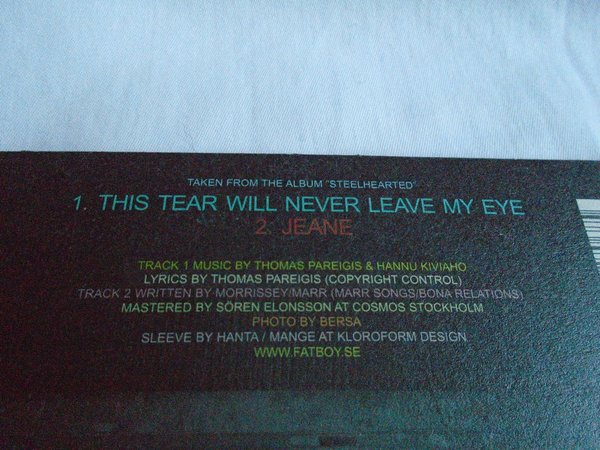 TAKEN FROM THE ALBUM "STEELHEARTED"
1. THIS TEAR WILL NEVER LEAVE MY EYE
2. JEANE
TRACK 1 MUSIC BY THOMAS PAREIGIS & HANNU KIVIAHO
LYRICS BY THOMAS PAREIGIS (COPYRIGHT CONTROL)
TRACK 2 WRITTEN BY MORRISSEY/MARR (MARR SONGS/BONA RELATIONS)
MASTERED BY SÖREN ELONSSON AT COSMOS STOCKHOLM
PHOTO BY BERSA
SLEEVE BY HANTA / MANGE AT KLOROFORM DESIGN
WWW.FATBOY.SE